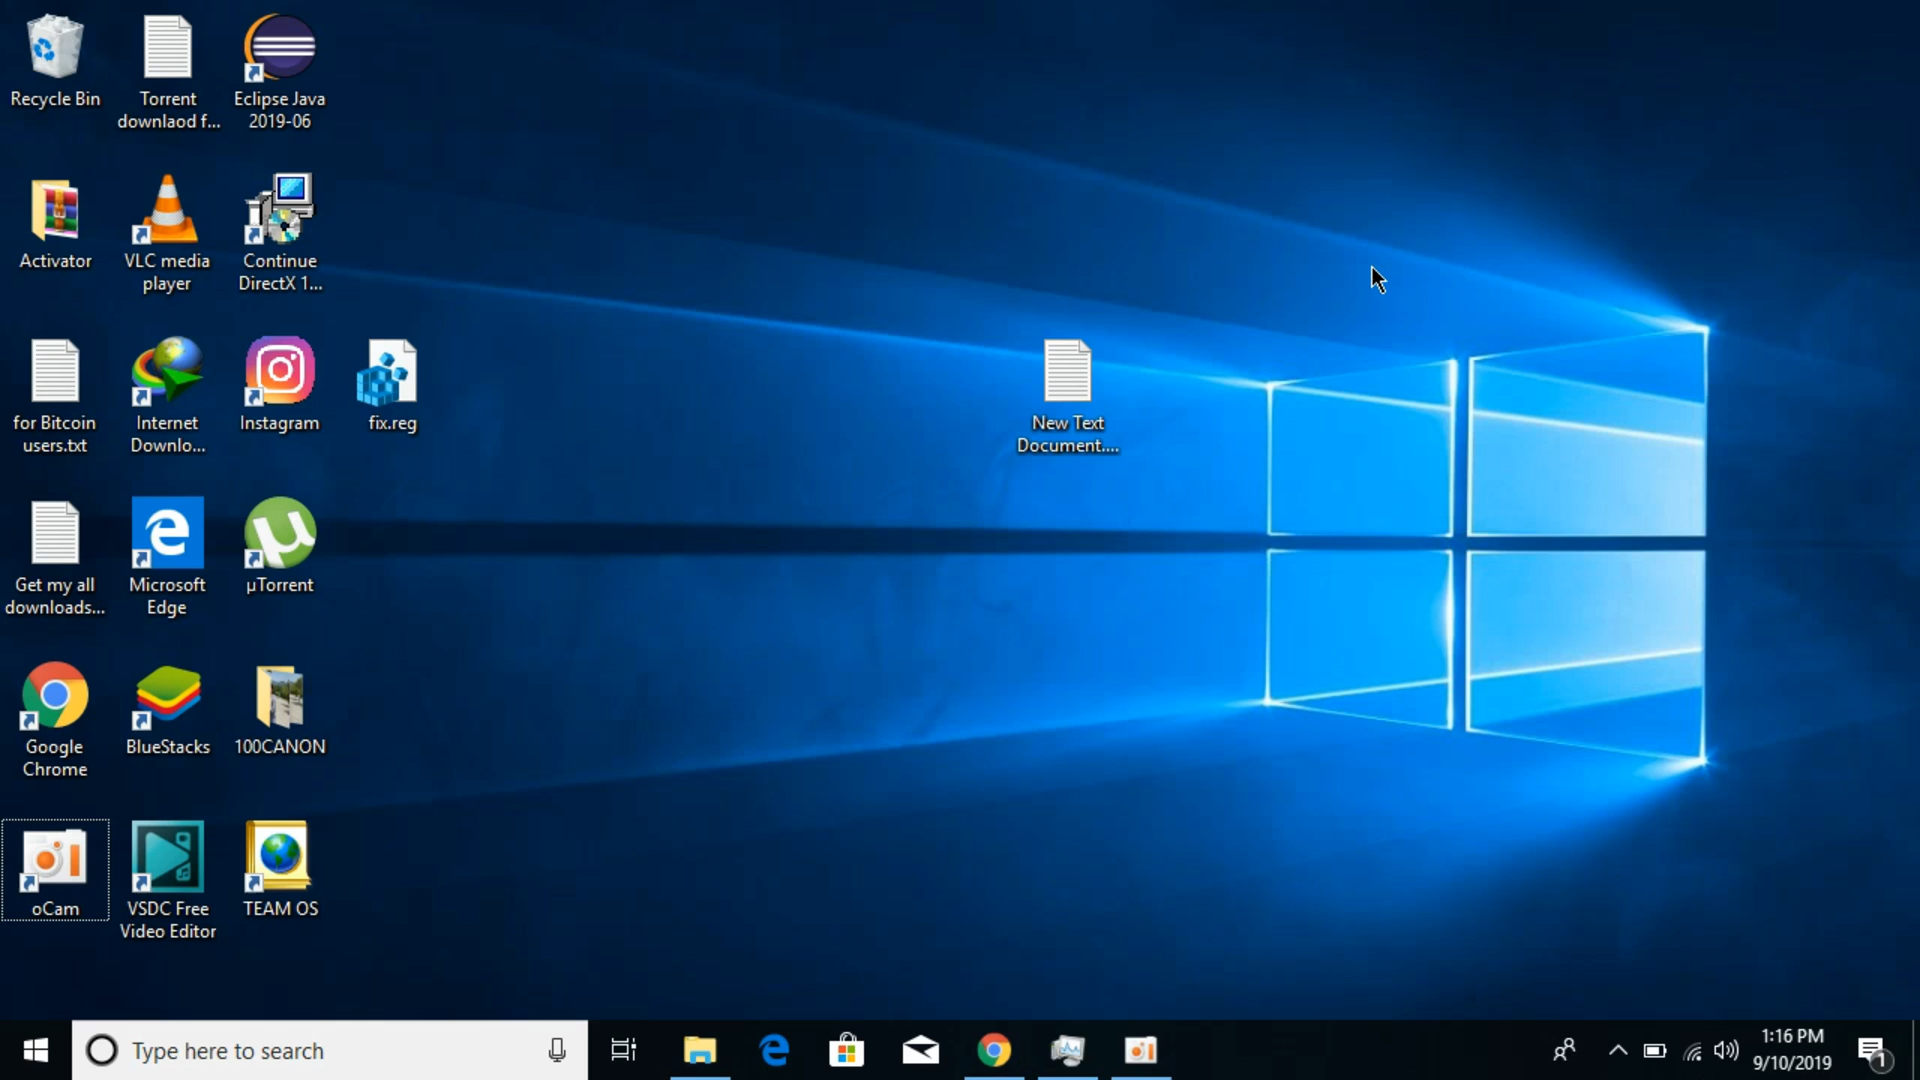 Recycle Bin
Torrent
downlaod f...
Eclipse Java
2019-06
Activator
VLC media
player
Continue
DirectX 1...
for Bitcoin
users.txt
Internet
Downlo...
Instagram
fix.reg
New Text
Document....
Get my all
downloads...
Microsoft
Edge
µTorrent
Google
Chrome
BlueStacks
100CANON
oCam
VSDC Free
Video Editor
TEAM OS
Type here to search
1:16 PM
9/10/2019
1